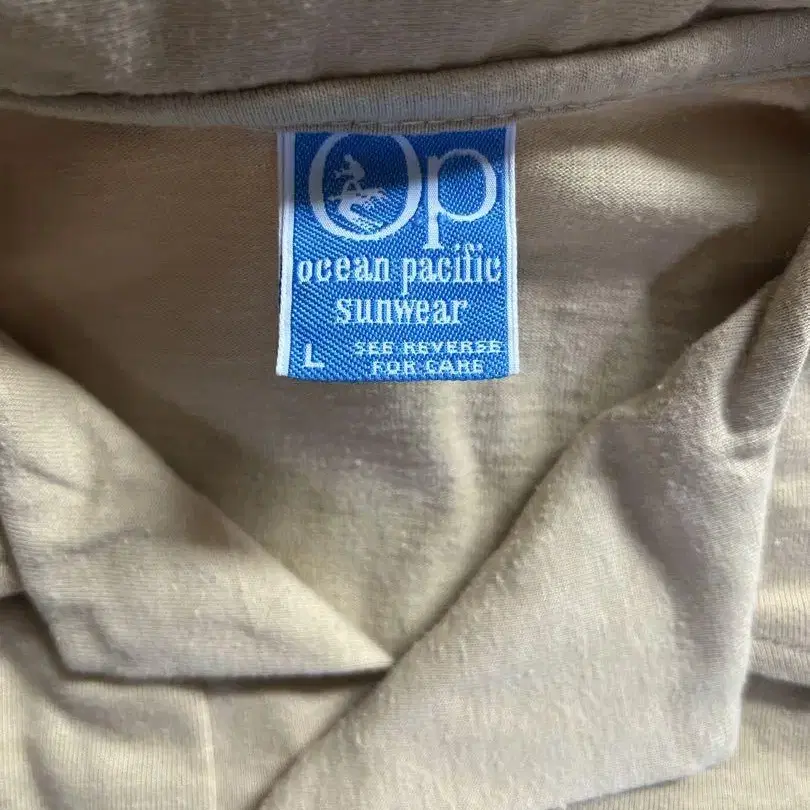 Op
ocean pacific
sunwear
L SEE REVERSE
FOR CARE